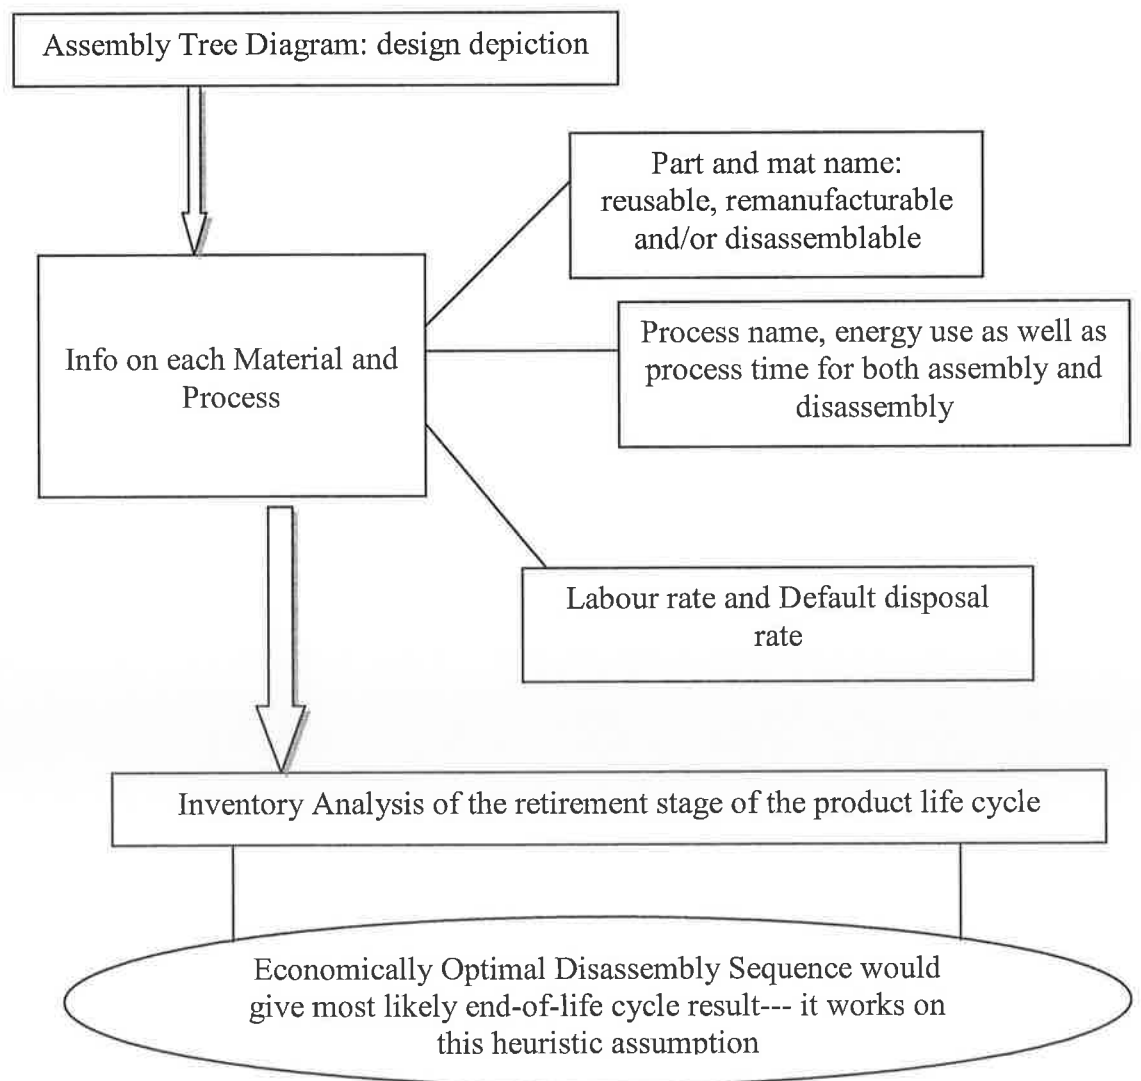 Assembly Tree Diagram: design depiction
Part and mat name:
reusable, remanufacturable
and/or disassemblable
Info on each Material and
Process
Process name, energy use as well as
process time for both assembly and
disassembly
Labour rate and Default disposal
rate
Inventory Analysis of the retirement stage of the product life cycle
Economically Optimal Disassembly Sequence would
give most likely end-of-life cycle result--- it works on
this heuristic assumption